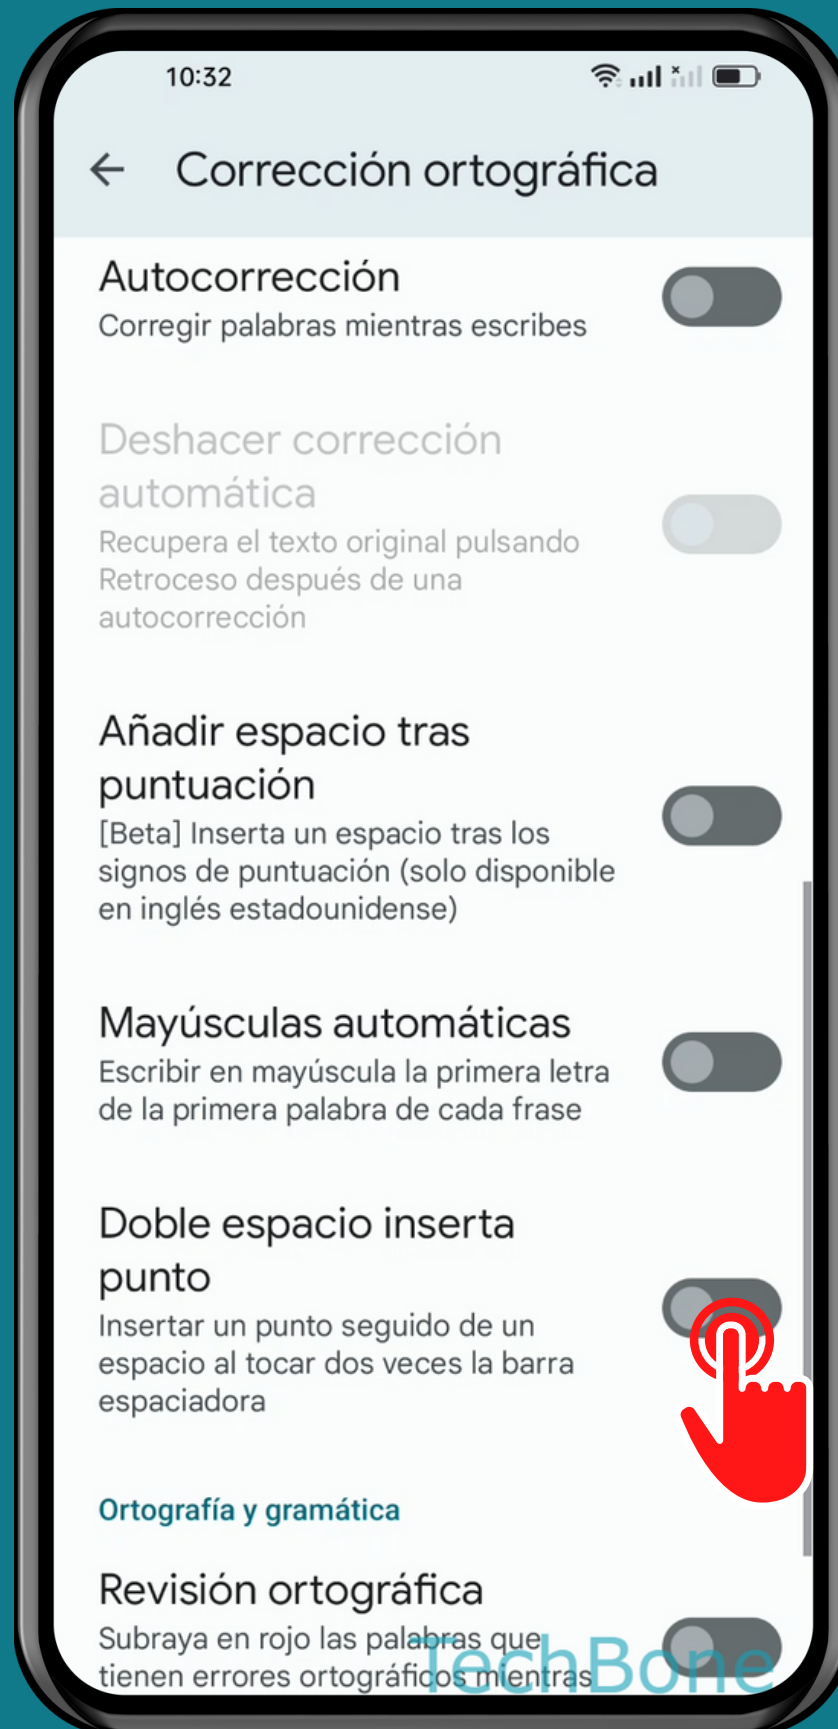 10:32
Corrección ortográfica
Autocorrección
Corregir palabras mientras escribes
Deshacer corrección
automática
Recupera el texto original pulsando
Retroceso después de una
autocorrección
Añadir espacio tras
puntuación
[Beta] Inserta un espacio tras los
signos de puntuación (solo disponible
en inglés estadounidense)
Mayúsculas automáticas
Escribir en mayúscula la primera letra
de la primera palabra de cada frase
Doble espacio inserta
punto
Insertar un punto seguido de un
espacio al tocar dos veces la barra
espaciadora
Ortografía y gramática
Revisión ortográfica
Subraya en rojo las palabras que
tienen errores ortográficos mientras
TechBone